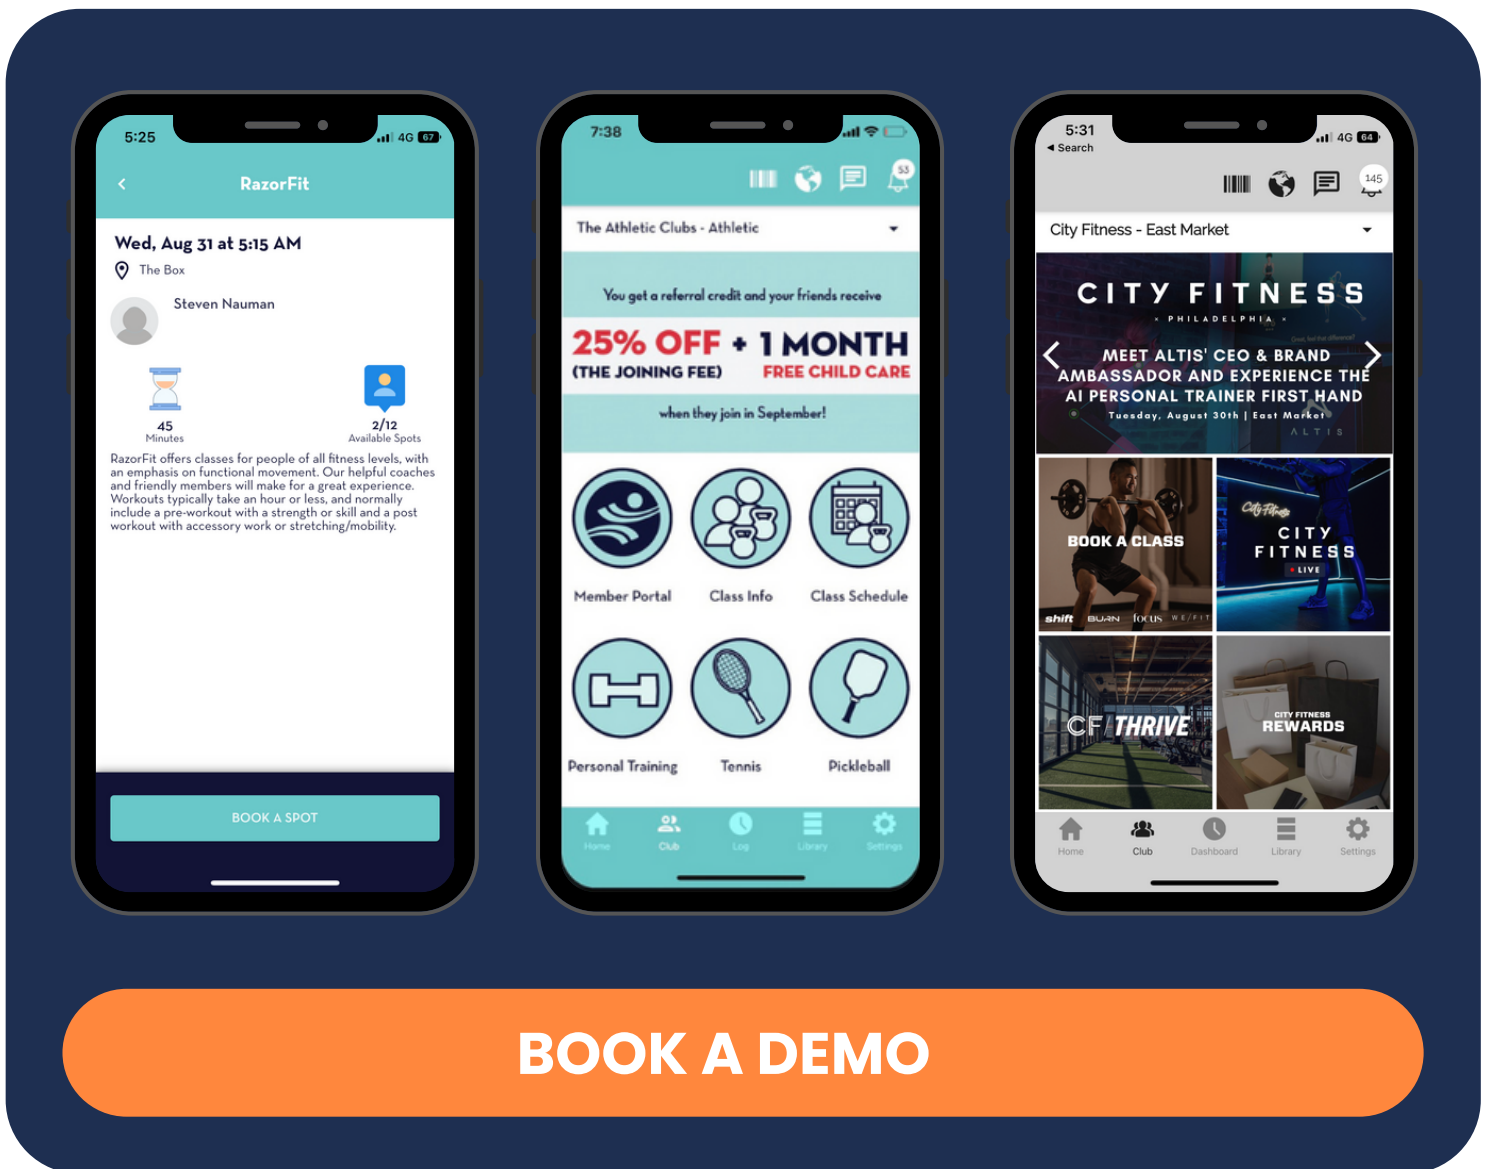 5:25
4G 67
RazorFit
Wed, Aug 31 at 5:15 AM
The Box
Steven Nauman
45
Minutes
2/12
Available Spots
RazorFit offers classes for people of all fitness levels, with
an emphasis on functional movement. Our helpful coaches
and friendly members will make for a great experience.
Workouts typically take an hour or less, and normally
include a pre-workout with a strength or skill and a post
workout with accessory work or stretching/mobility.
BOOK A SPOT
7:38
53
The Athletic Clubs - Athletic
You get a referral credit and your friends receive
25% OFF + 1 MONTH
(THE JOINING FEE) FREE CHILD CARE
when they join in September!
Member Portal
Class Info
Class Schedule
Personal Training
Tennis
Pickleball
Home
Club
Log
Library
Settings
5:31
4G 64
Search
145
City Fitness - East Market
CITY FITNESS
PHILADELPHIA
MEET ALTIS' CEO & BRAND
AMBASSADOR AND EXPERIENCE THE
AI PERSONAL TRAINER FIRST HAND
Tuesday, August 30th | East Market
ALTIS
BOOK A CLASS
shift BURN focus WE/FIT
City Fitness
CITY
FITNESS
LIVE
CF/THRIVE
CITY FITNESS
REWARDS
Home
Club
Dashboard
Library
Settings
BOOK A DEMO